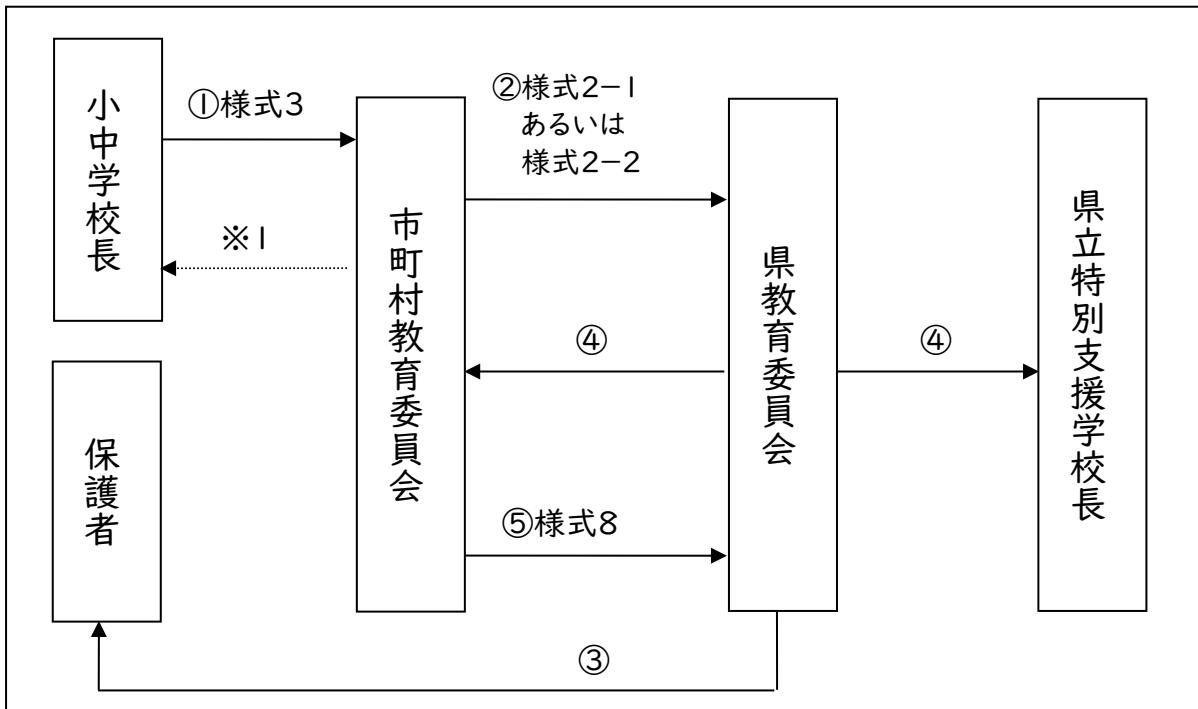 小中学校長
①様式3
②様式2-1
あるいは
様式2-2
※1
市町村教育委員会
県教育委員会
県立特別支援学校長
④
④
保護者
⑤様式8
③